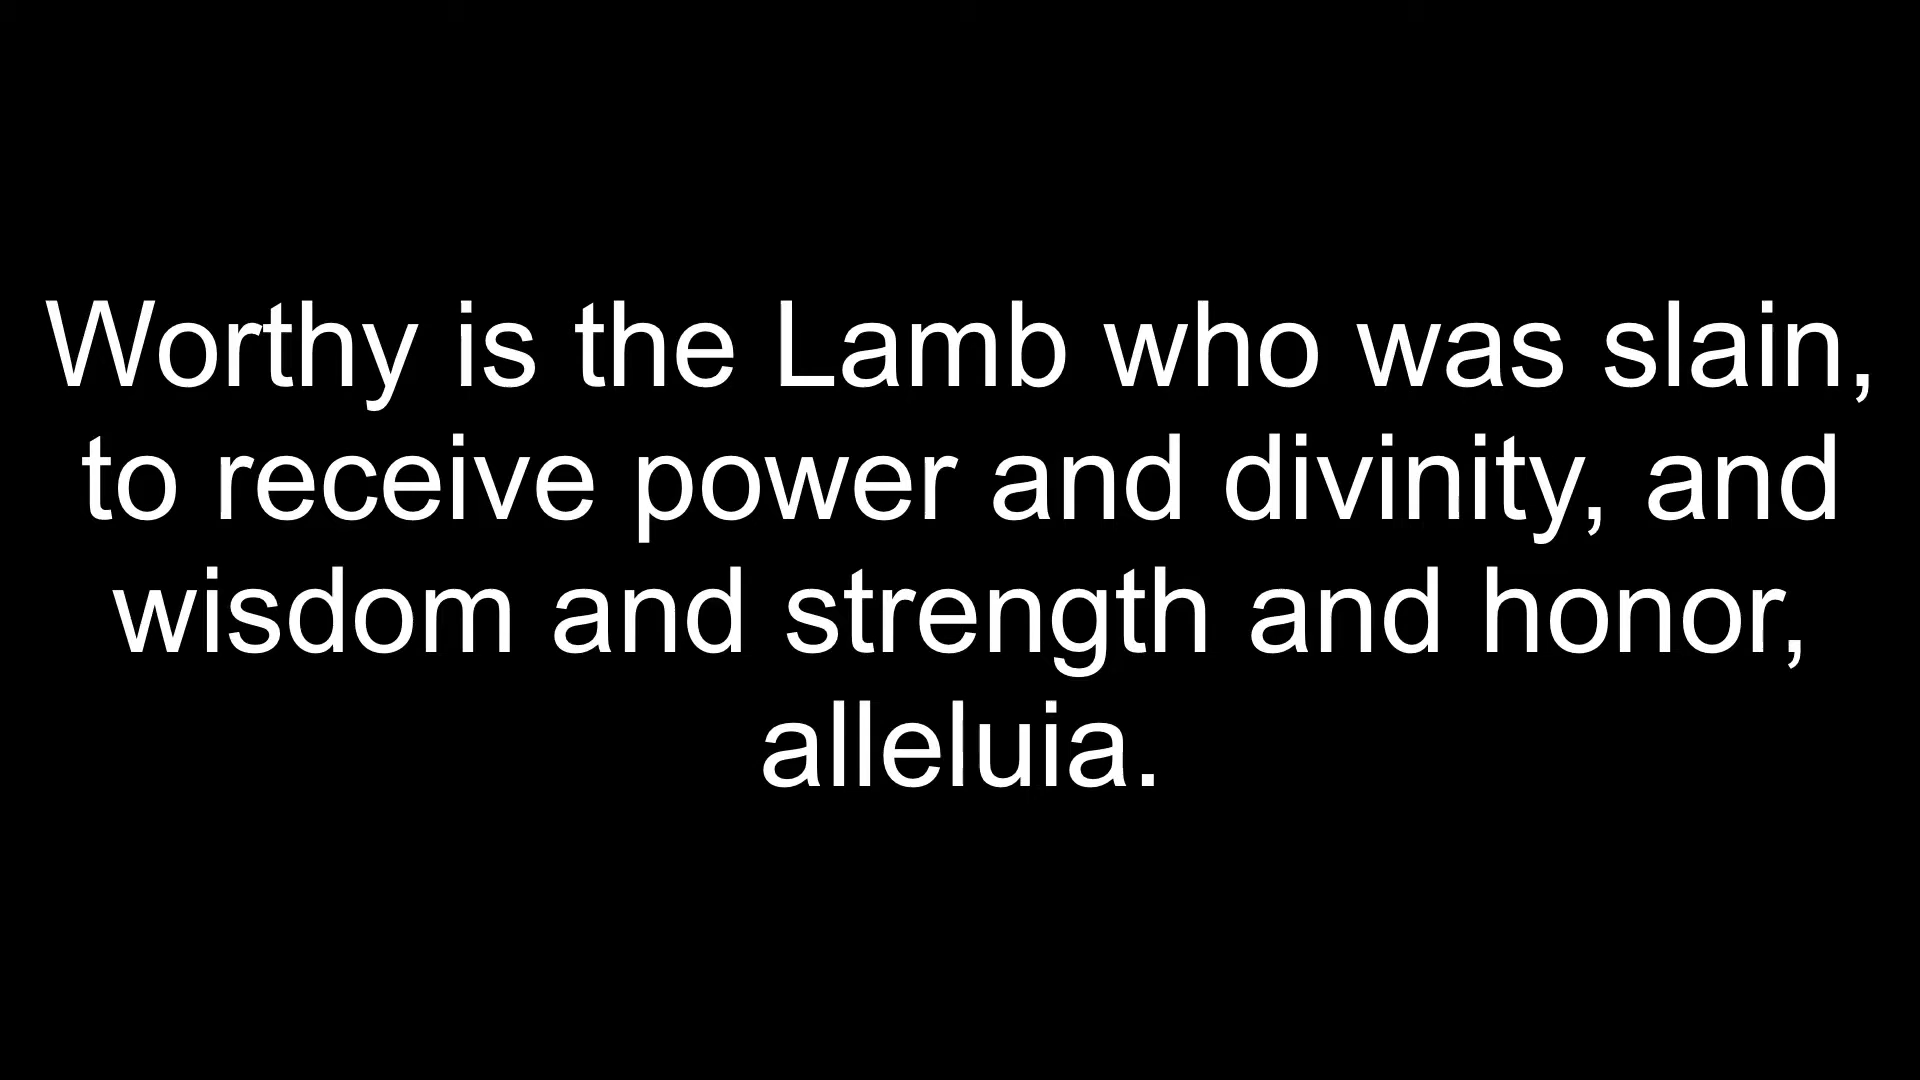 Worthy is the Lamb who was slain,
to receive power and divinity, and
wisdom and strength and honor,
alleluia.